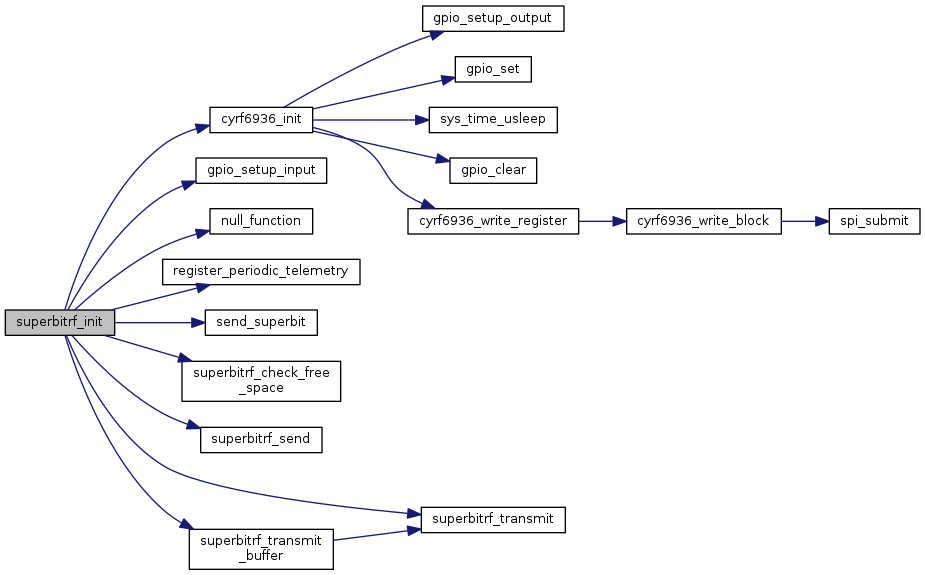 gpio_setup_output
gpio_set
cyrf6936_init
sys_time_usleep
gpio_setup_input
gpio_clear
null_function
cyrf6936_write_register
cyrf6936_write_block
spi_submit
register_periodic_telemetry
superbitrf_init
send_superbit
superbitrf_check_free
_space
superbitrf_send
superbitrf_transmit
superbitrf_transmit
_buffer